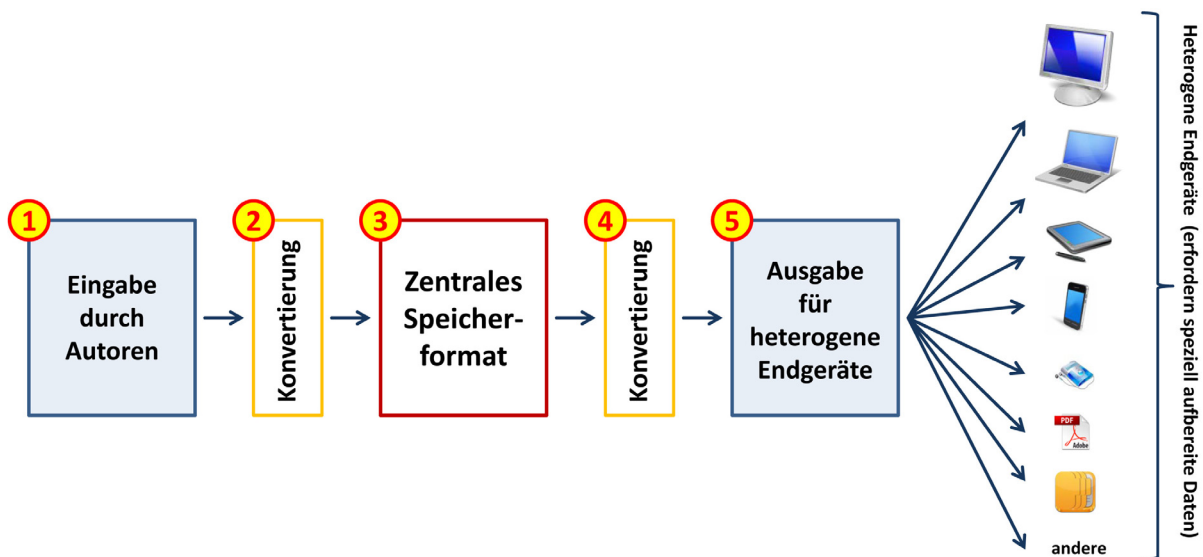 1
Eingabe
durch
Autoren
2
Konvertierung
3
Zentrales
Speicher-
format
4
Konvertierung
5
Ausgabe
für
heterogene
Endgeräte
PDF
Adobe
andere
Heterogene Endgeräte (erfordern speziell aufbereite Daten)